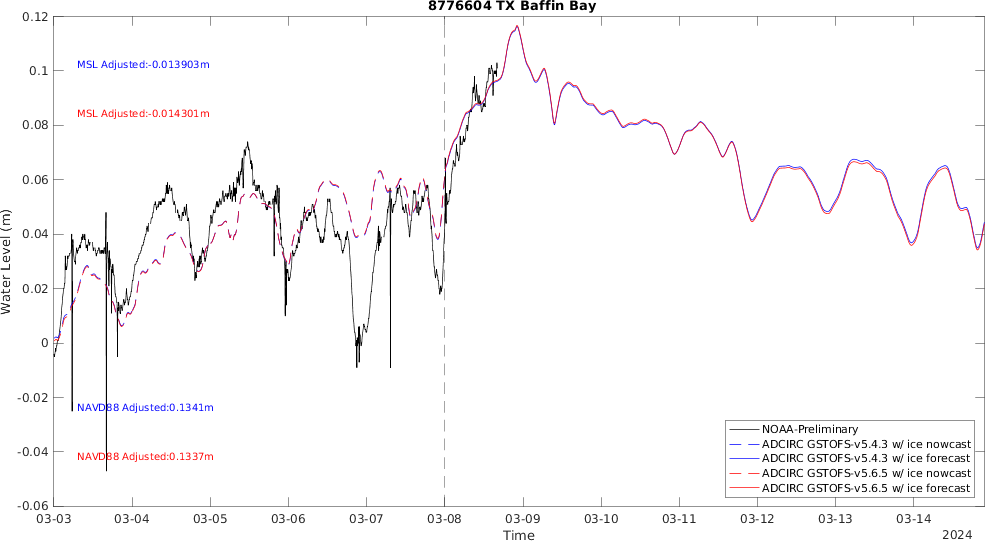 8776604 TX Baffin Bay
0.12
0.1
0.08
0.06
0.04
0.02
0
-0.02
-0.04
-0.06
Water Level (m)
MSL Adjusted:-0.013903m
MSL Adjusted:-0.014301m
NAVD88 Adjusted:0.1341m
NAVD88 Adjusted:0.1337m
NOAA-Preliminary
ADCIRC GSTOFS-v5.4.3 w/ ice nowcast
ADCIRC GSTOFS-v5.4.3 w/ ice forecast
ADCIRC GSTOFS-v5.6.5 w/ ice nowcast
ADCIRC GSTOFS-v5.6.5 w/ ice forecast
03-03 03-04 03-05 03-06 03-07 03-08 03-09 03-10 03-11 03-12 03-13 03-14
Time
2024